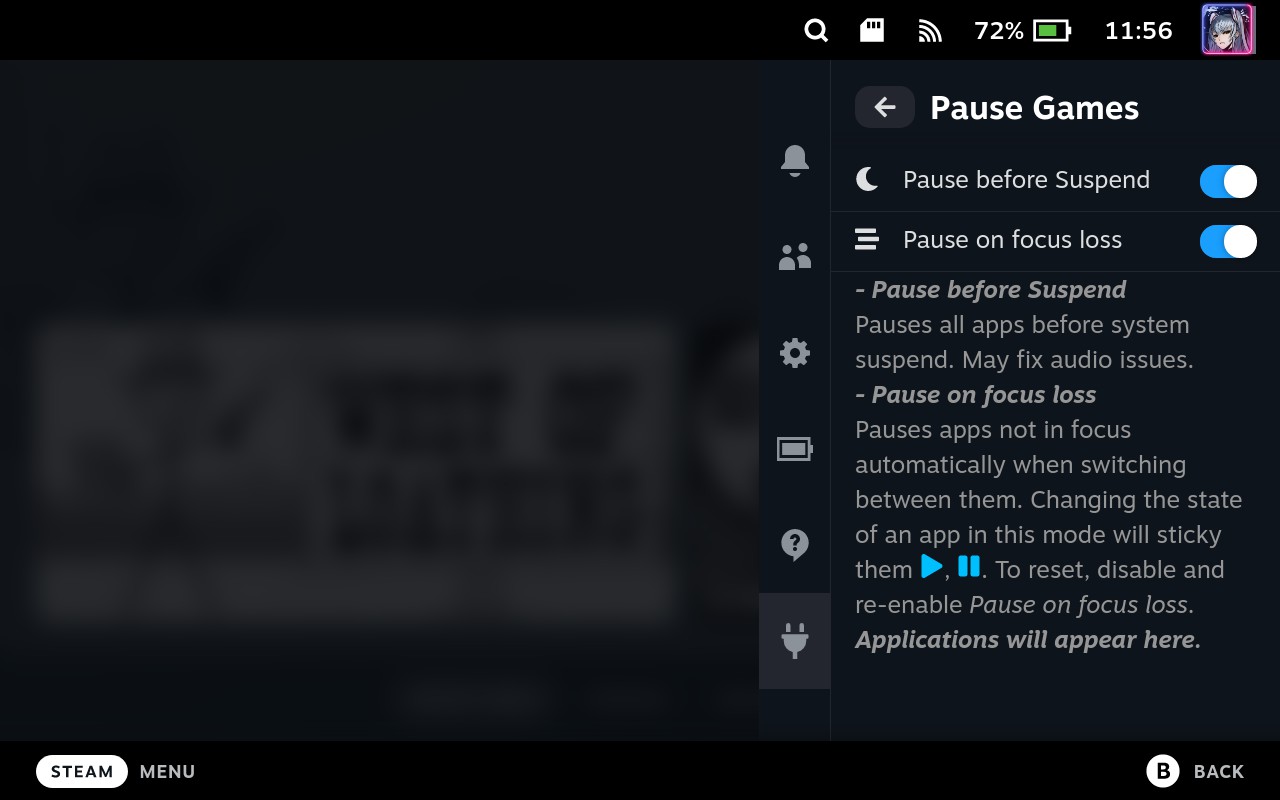 72% 11:56
Pause Games
Pause before Suspend
Pause on focus loss
- Pause before Suspend
Pauses all apps before system
suspend. May fix audio issues.
- Pause on focus loss
Pauses apps not in focus
automatically when switching
between them. Changing the state
of an app in this mode will sticky
them , . To reset, disable and
re-enable Pause on focus loss.
Applications will appear here.
STEAM MENU
B BACK